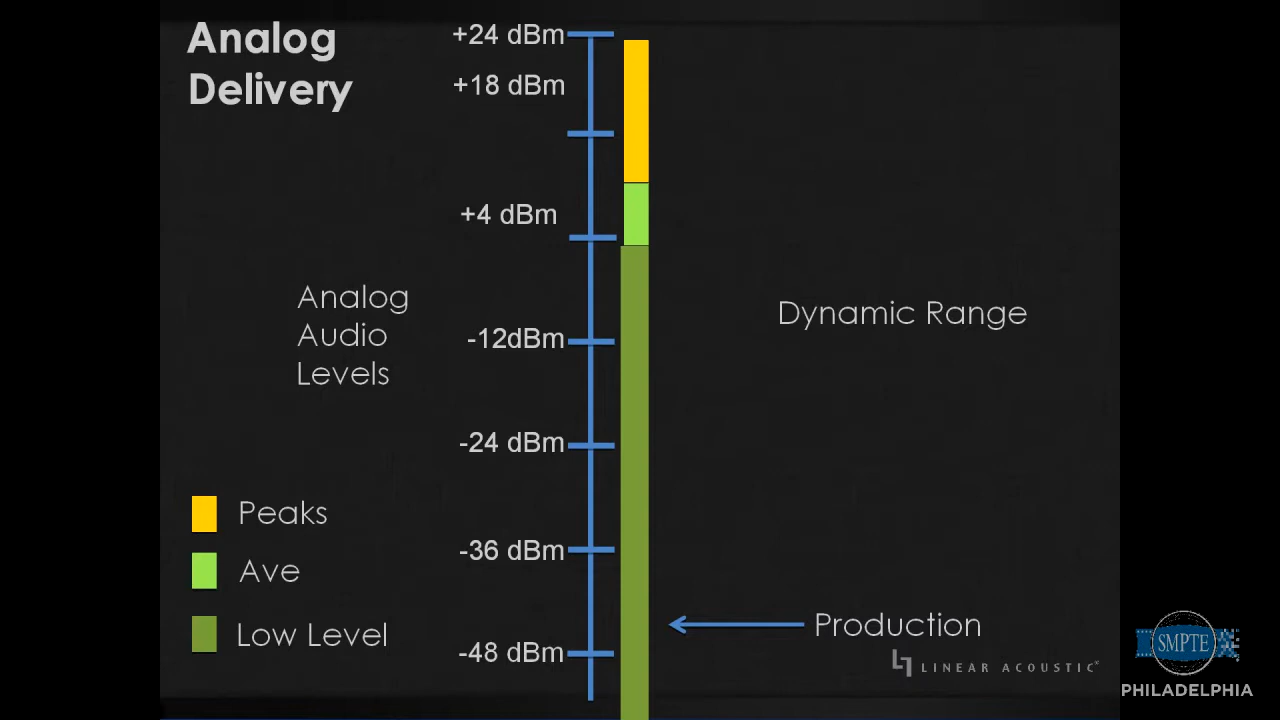 Analog
Delivery
+24 dBm
+18 dBm
+4 dBm
-12dBm
-24 dBm
-36 dBm
-48 dBm
Analog
Audio
Levels
Dynamic Range
Peaks
Ave
Low Level
Production
LINEAR ACOUSTIC
SMPTE
PHILADELPHIA